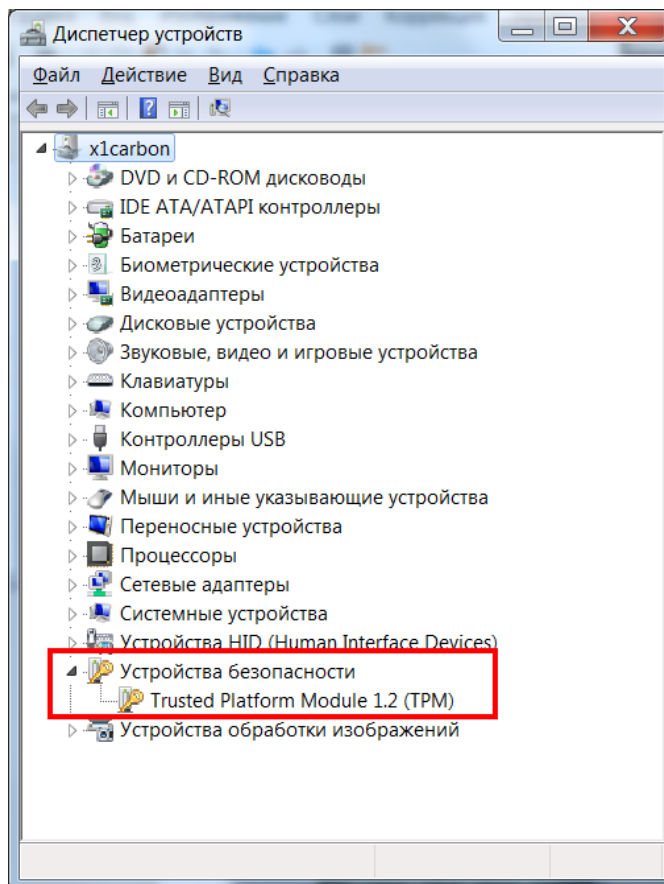 Диспетчер устройств
Файл Действие Вид Справка
x1carbon
DVD и CD-ROM дисководы
IDE ATA/ATAPI контроллеры
Батареи
Биометрические устройства
Видеоадаптеры
Дисковые устройства
Звуковые, видео и игровые устройства
Клавиатуры
Компьютер
Контроллеры USB
Мониторы
Мыши и иные указывающие устройства
Переносные устройства
Процессоры
Сетевые адаптеры
Системные устройства
Устройства HID (Human Interface Devices)
Устройства безопасности
Trusted Platform Module 1.2 (TPM)
Устройства обработки изображений